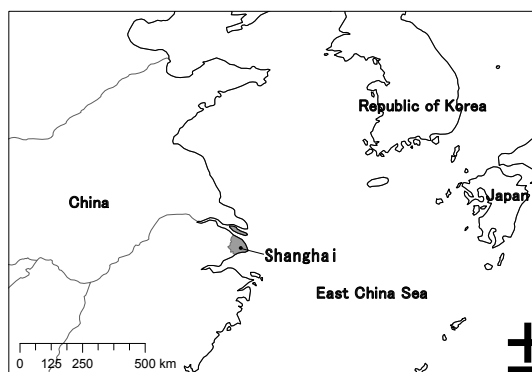 Republic of Korea
China
Japan
Shanghai
East China Sea
0 125 250 500 km